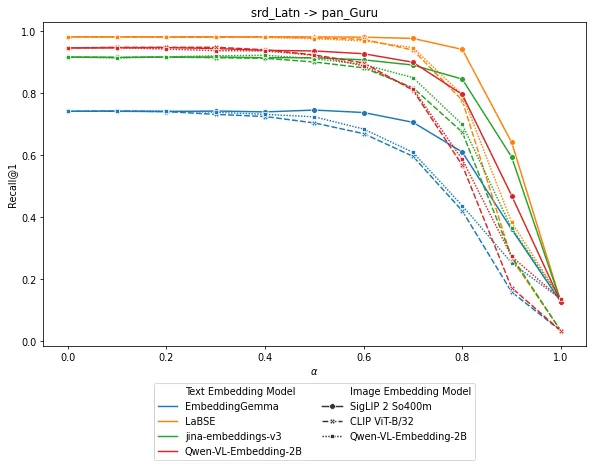 srd_Latn -> pan_Guru
Recall@1
1.0
0.8
0.6
0.4
0.2
0.0
0.0 0.2 0.4 0.6 0.8 1.0
α
Text Embedding Model Image Embedding Model
EmbeddingGemma SigLIP 2 So400m
LaBSE CLIP ViT-B/32
jina-embeddings-v3 Qwen-VL-Embedding-2B
Qwen-VL-Embedding-2B